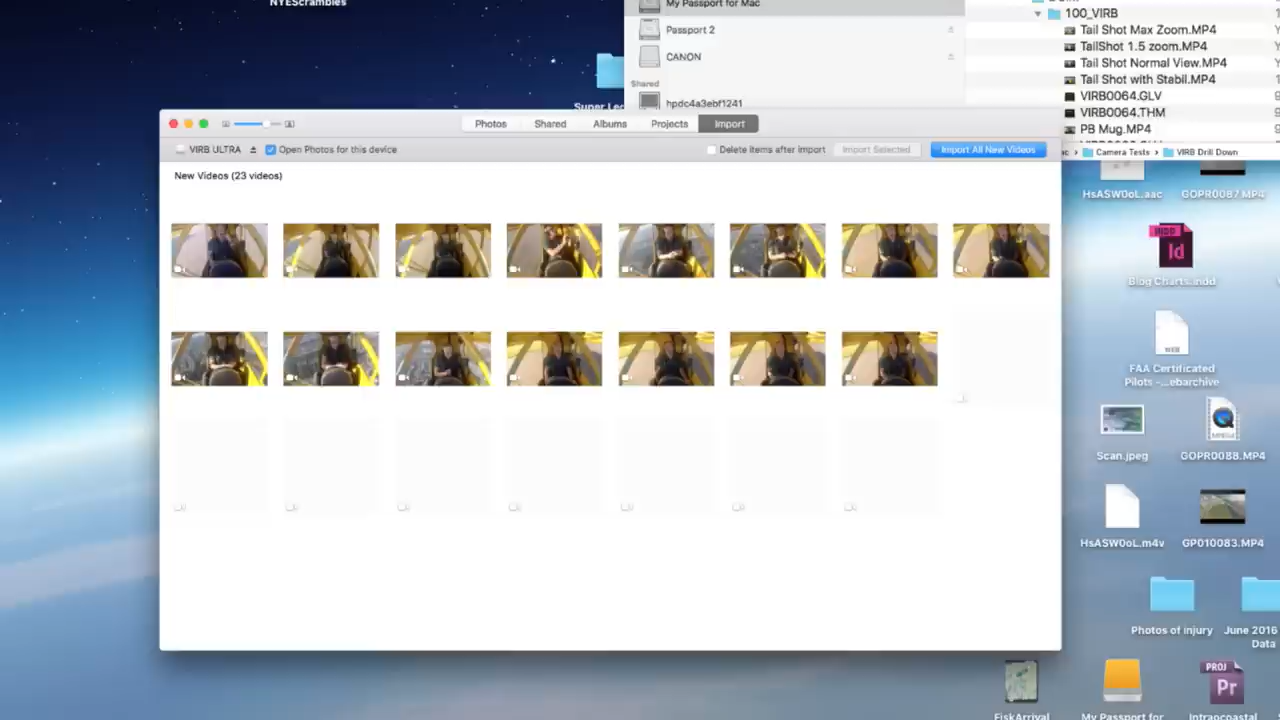 NYEScrambles
My Passport for Mac
Passport 2
CANON
Shared
hpdc4a3ebf1241
100_VIRB
Tail Shot Max Zoom.MP4
TailShot 1.5 zoom.MP4
Tail Shot Normal View.MP4
Tail Shot with Stabil.MP4
VIRB0064.GLV
VIRB0064.THM
PB Mug.MP4
Camera Tests
VIRB Drill Down
Photos
Shared
Albums
Projects
Import
VIRB ULTRA
Open Photos for this device
Delete items after import
Import Selected
Import All New Videos
New Videos (23 videos)
HsASW0oL.aac
GOPR0087.MP4
INDD
Id
Blog Charts.indd
WEB
FAA Certificated
Pilots -...ebarchive
Scan.jpeg
GOPR0088.MP4
HsASW0oL.m4v
GP010083.MP4
Photos of injury
June 2016
Data
PROJ
Pr
FiskArrival
My Passport for
Intracoastal